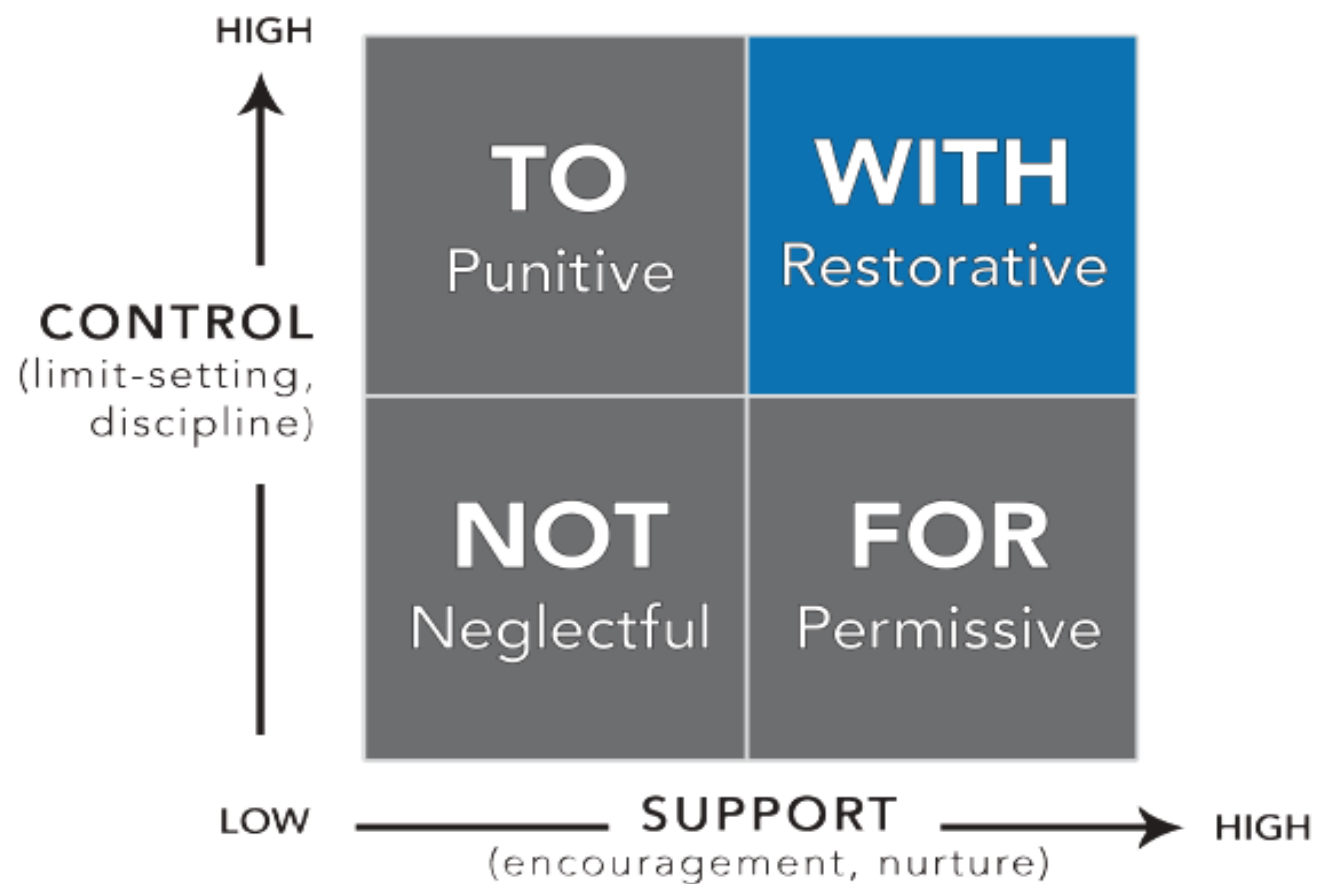 HIGH
TO
Punitive
WITH
Restorative
CONTROL
(limit-setting,
discipline)
NOT
Neglectful
FOR
Permissive
LOW
SUPPORT
(encouragement, nurture)
HIGH